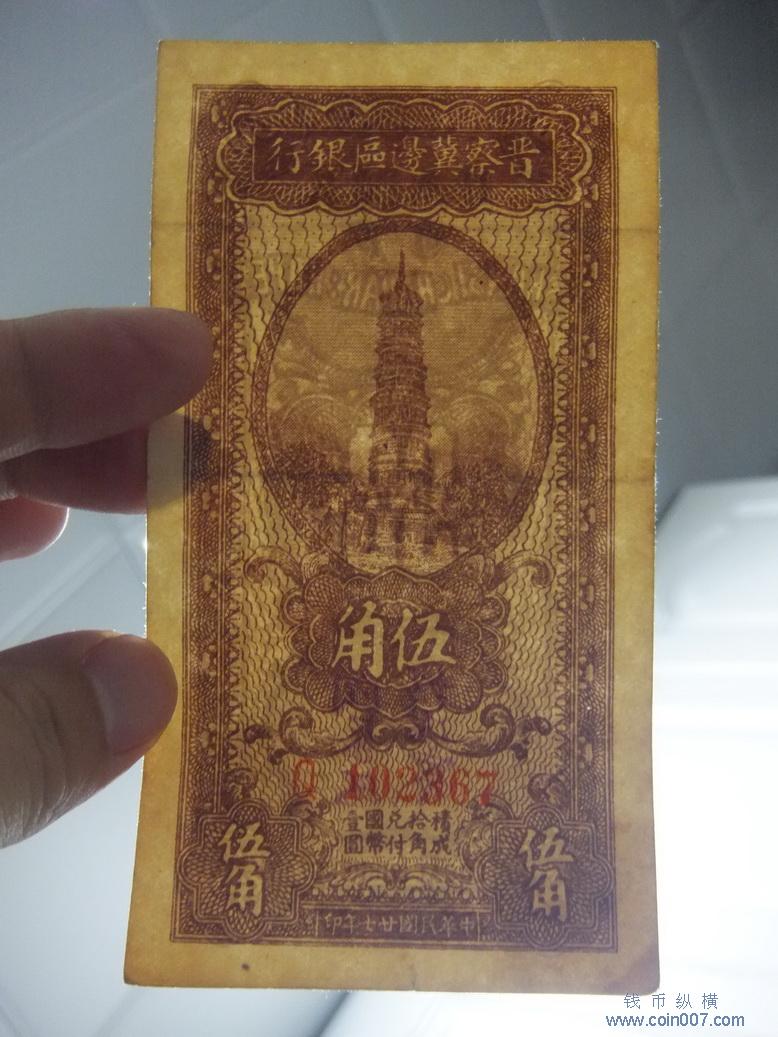 晋察冀邊區銀行
伍角
Q 102367
積拾兑國壹
成角付幣圓
伍角
伍角
中華民國廿七年印
钱币纵横
www.coin007.com